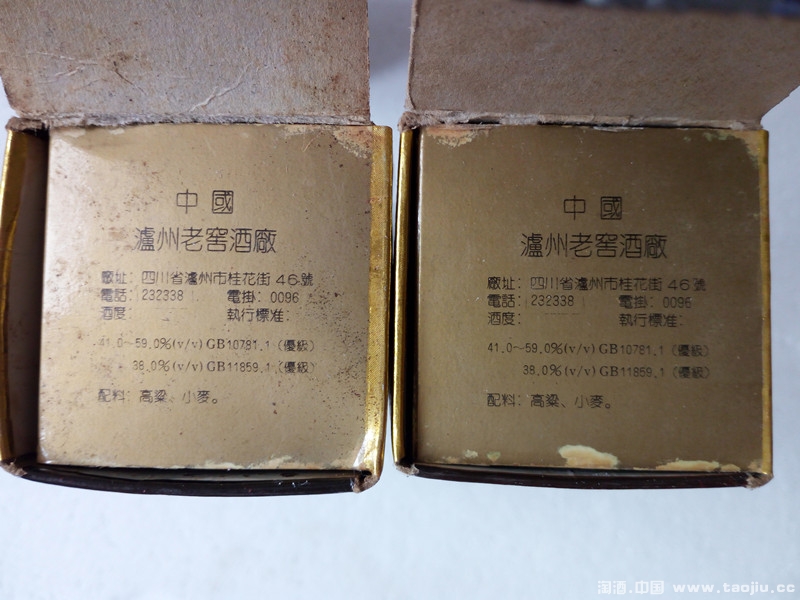 中國
瀘州老窖酒廠
廠址：四川省瀘州市桂花街46號
電話：232338 電掛：0096
酒度： 執行標准：
41.0~59.0%(v/v) GB10781.1（優級）
38.0%(v/v) GB11859.1（優級）
配料：高粱、小麥。
中國
瀘州老窖酒廠
廠址：四川省瀘州市桂花街46號
電話：232338 電掛：0096
酒度： 執行標准：
41.0~59.0%(v/v) GB10781.1（優級）
38.0%(v/v) GB11859.1（優級）
配料：高粱、小麥。
淘酒.中国 www.taojiu.cc